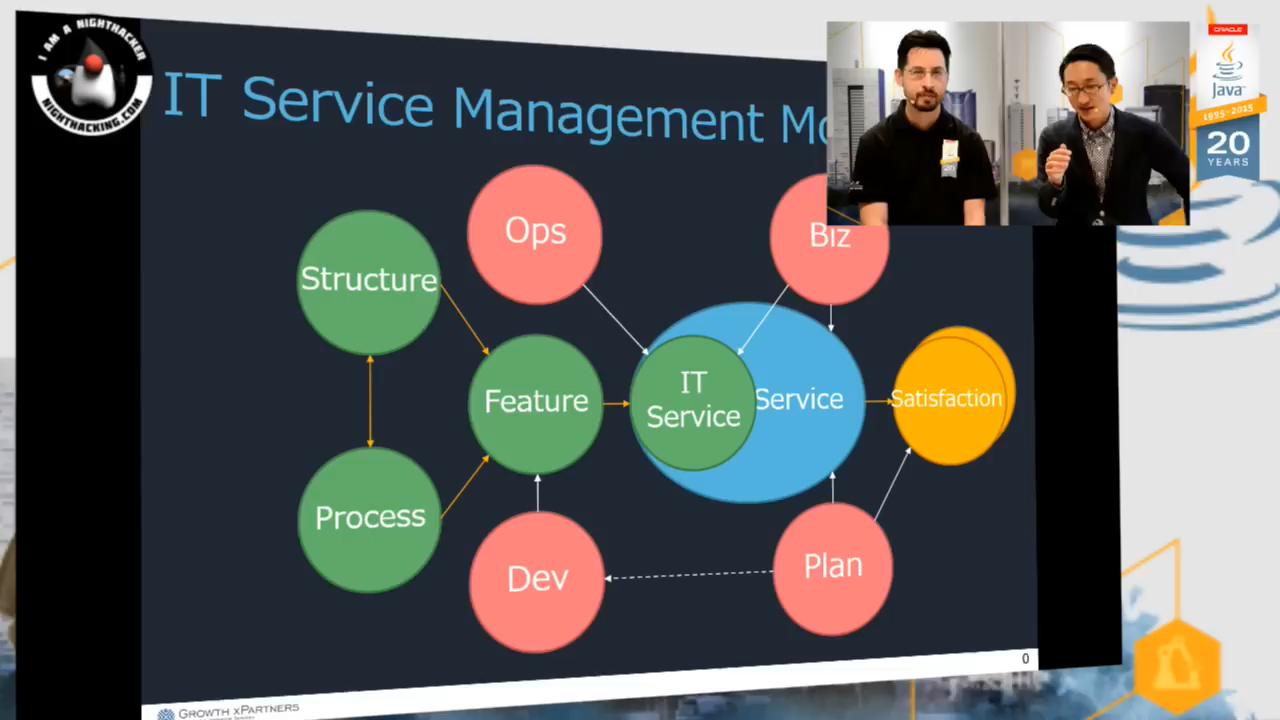 I AM A NIGHTHACKER
NIGHTHACKING.COM
IT Service Management Mo
ORACLE
Java
1995-2015
20
YEARS
Ops
Biz
Structure
Feature
IT
Service
Service
Satisfaction
Process
Dev
Plan
0
GROWTH XPARTNERS